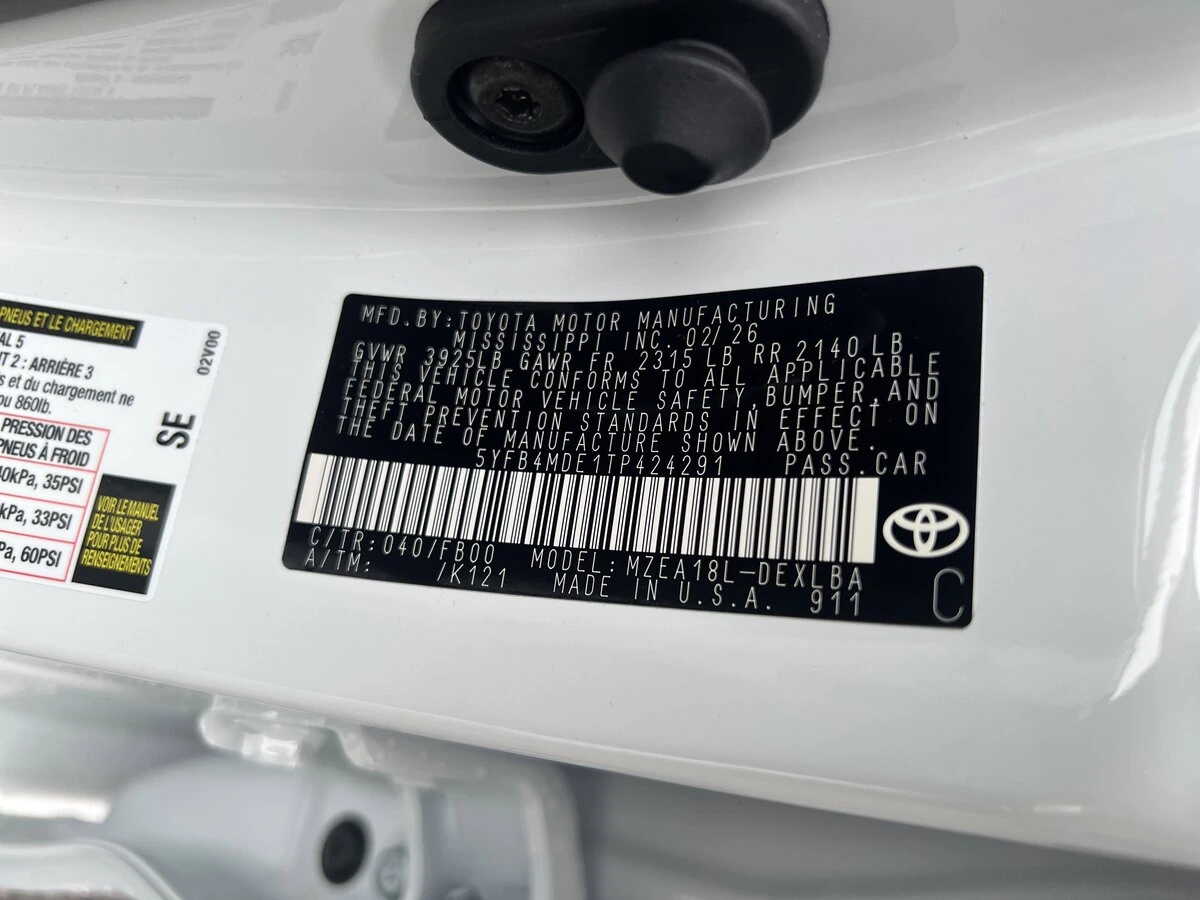 PNEUS ET LE CHARGEMENT
AL 5
T 2 : ARRIÈRE 3
s et du chargement ne
ou 860lb.
PRESSION DES
PNEUS À FROID
40kPa, 35PSI
kPa, 33PSI
Pa, 60PSI
02V00
SE
VOIR LE MANUEL
DE L'USAGER
POUR PLUS DE
RENSEIGNEMENTS
MFD.BY:TOYOTA MOTOR MANUFACTURING
MISSISSIPPI INC. 02/26
GVWR 3925LB GAWR FR 2315LB RR 2140LB
THIS VEHICLE CONFORMS TO ALL APPLICABLE
FEDERAL MOTOR VEHICLE SAFETY,BUMPER,AND
THEFT PREVENTION STANDARDS IN EFFECT ON
THE DATE OF MANUFACTURE SHOWN ABOVE.
5YFB4MDE1TP424291 PASS.CAR
C/TR:040/FB00 MODEL:MZEA18L-DEXLBA
A/TM: /K121 MADE IN U.S.A. 911
C